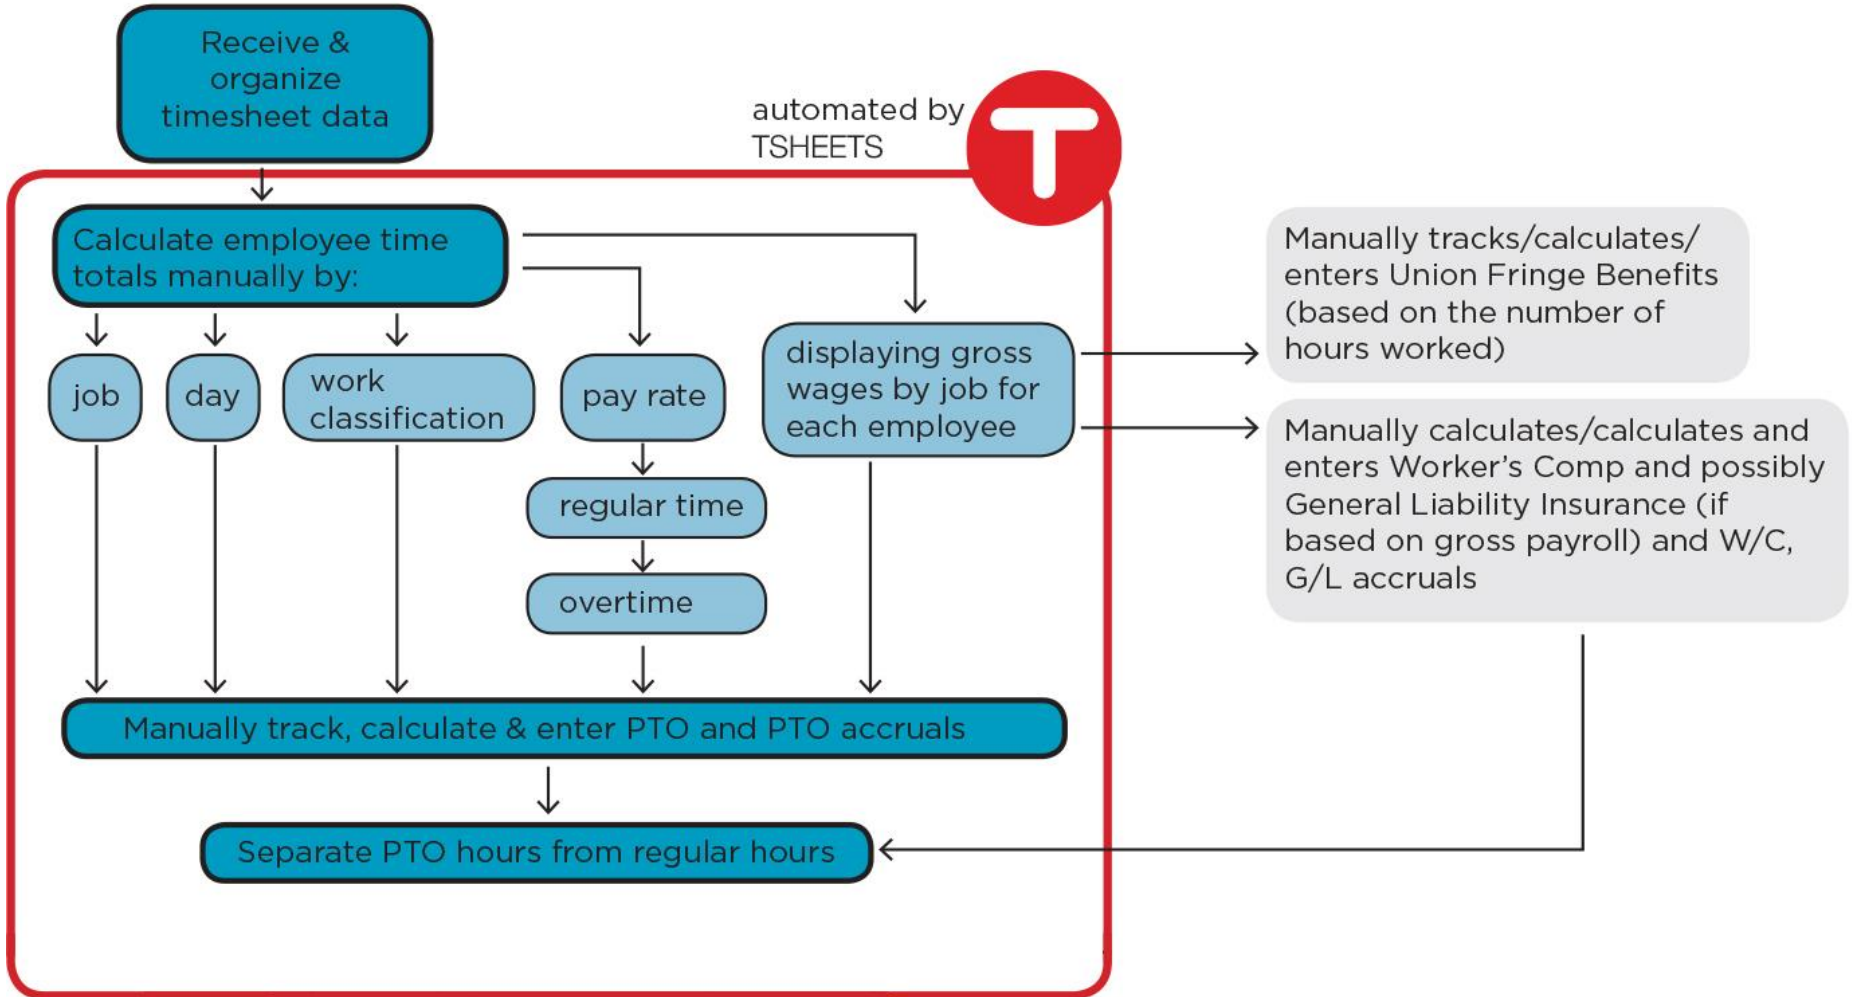 Receive &
organize
timesheet data
automated by
TSHEETS
T
Calculate employee time
totals manually by:
job
day
work
classification
pay rate
regular time
overtime
displaying gross
wages by job for
each employee
Manually tracks/calculates/
enters Union Fringe Benefits
(based on the number of
hours worked)
Manually calculates/calculates and
enters Worker's Comp and possibly
General Liability Insurance (if
based on gross payroll) and W/C,
G/L accruals
Manually track, calculate & enter PTO and PTO accruals
Separate PTO hours from regular hours